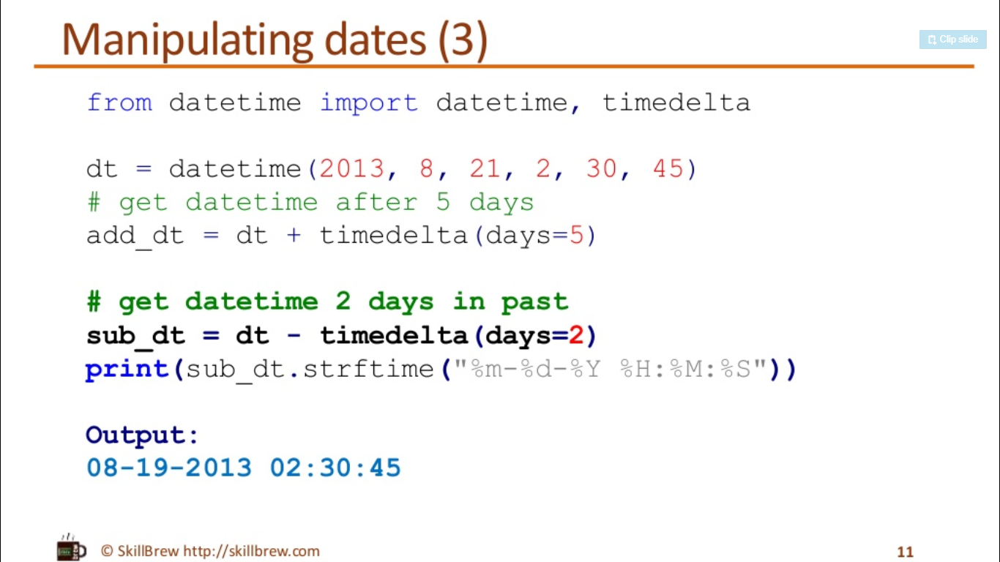 Manipulating dates (3)
Clip slide
from datetime import datetime, timedelta
dt = datetime(2013, 8, 21, 2, 30, 45)
# get datetime after 5 days
add_dt = dt + timedelta(days=5)
# get datetime 2 days in past
sub_dt = dt - timedelta(days=2)
print(sub_dt.strftime("%m-%d-%Y %H:%M:%S"))
Output:
08-19-2013 02:30:45
© SkillBrew http://skillbrew.com
11